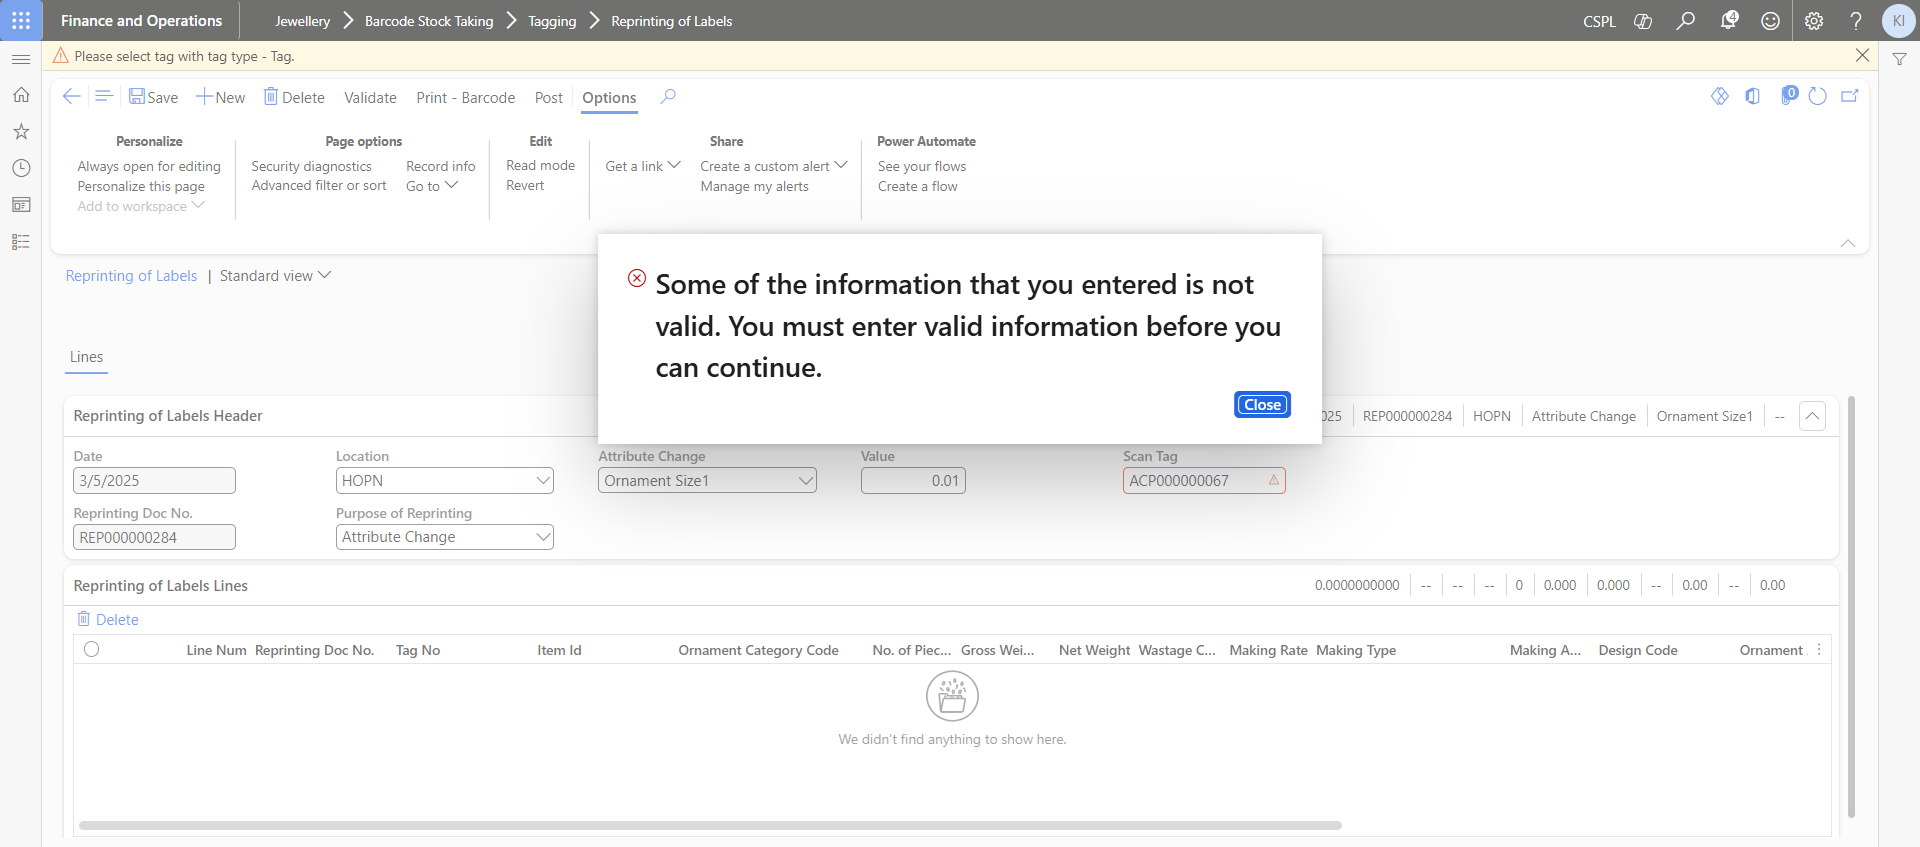 Finance and Operations
Jewellery > Barcode Stock Taking > Tagging > Reprinting of Labels
CSPL 4 ? KI
Please select tag with tag type - Tag.
Save New Delete Validate Print - Barcode Post Options 0
Personalize
Always open for editing
Personalize this page
Add to workspace
Page options
Security diagnostics Record info
Advanced filter or sort Go to
Edit
Read mode
Revert
Share
Get a link Create a custom alert
Manage my alerts
Power Automate
See your flows
Create a flow
Reprinting of Labels | Standard view
Some of the information that you entered is not
valid. You must enter valid information before you
can continue.
Close
Lines
Reprinting of Labels Header 025 REP000000284 HOPN Attribute Change Ornament Size1 --
Date Location Attribute Change Value Scan Tag
3/5/2025 HOPN Ornament Size1 0.01 ACP000000067
Reprinting Doc No. Purpose of Reprinting
REP000000284 Attribute Change
Reprinting of Labels Lines 0.0000000000 -- -- -- 0 0.000 0.000 -- 0.00 -- 0.00
Delete
Line Num Reprinting Doc No. Tag No Item Id Ornament Category Code No. of Piec... Gross Wei... Net Weight Wastage C... Making Rate Making Type Making A... Design Code Ornament
We didn't find anything to show here.